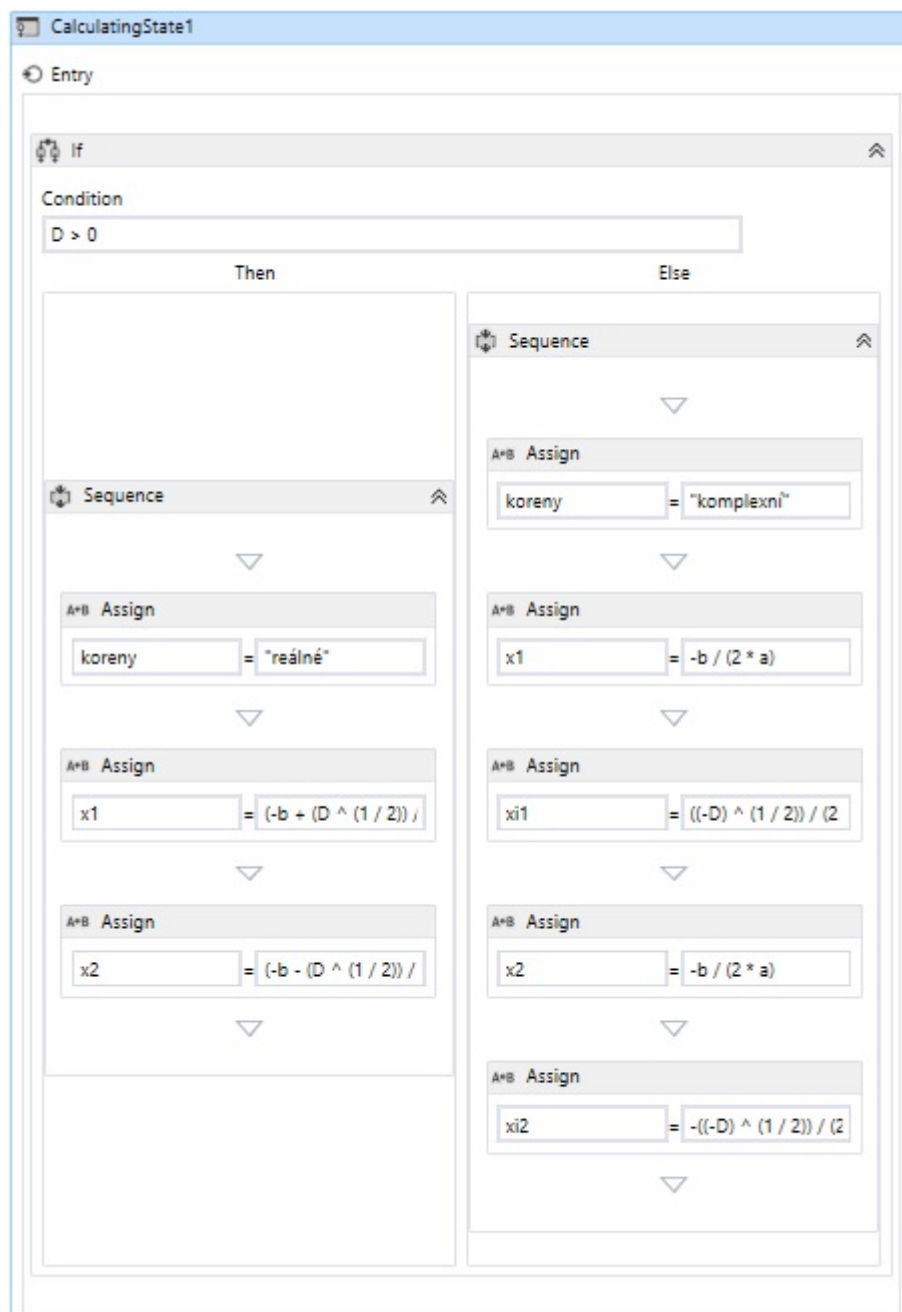 CalculatingState1
Entry
If
Condition
D > 0
Then
Else
Sequence
A+B Assign
koreny = "reálné"
A+B Assign
x1 = (-b + (D ^ (1 / 2)) /
A+B Assign
x2 = (-b - (D ^ (1 / 2)) /
Sequence
A+B Assign
koreny = "komplexní"
A+B Assign
x1 = -b / (2 * a)
A+B Assign
xi1 = ((-D) ^ (1 / 2)) / (2
A+B Assign
x2 = -b / (2 * a)
A+B Assign
xi2 = -((-D) ^ (1 / 2)) / (2